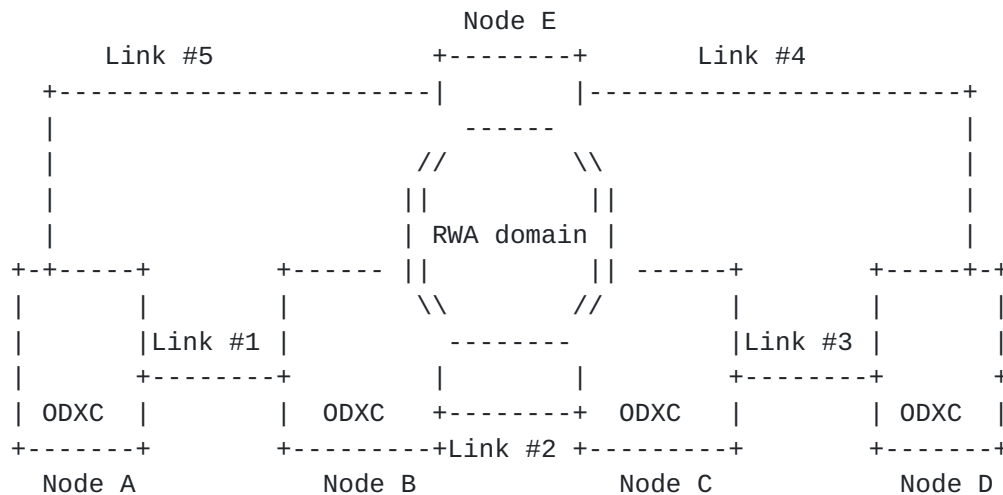 Node E
Link #5 Link #4
RWA domain
Link #1 Link #3
ODXC ODXC ODXC ODXC
Link #2
Node A Node B Node C Node D